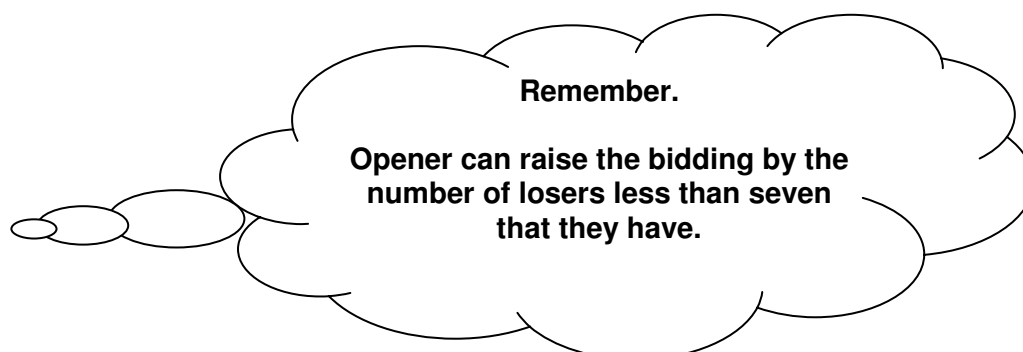 Remember.
Opener can raise the bidding by the
number of losers less than seven
that they have.